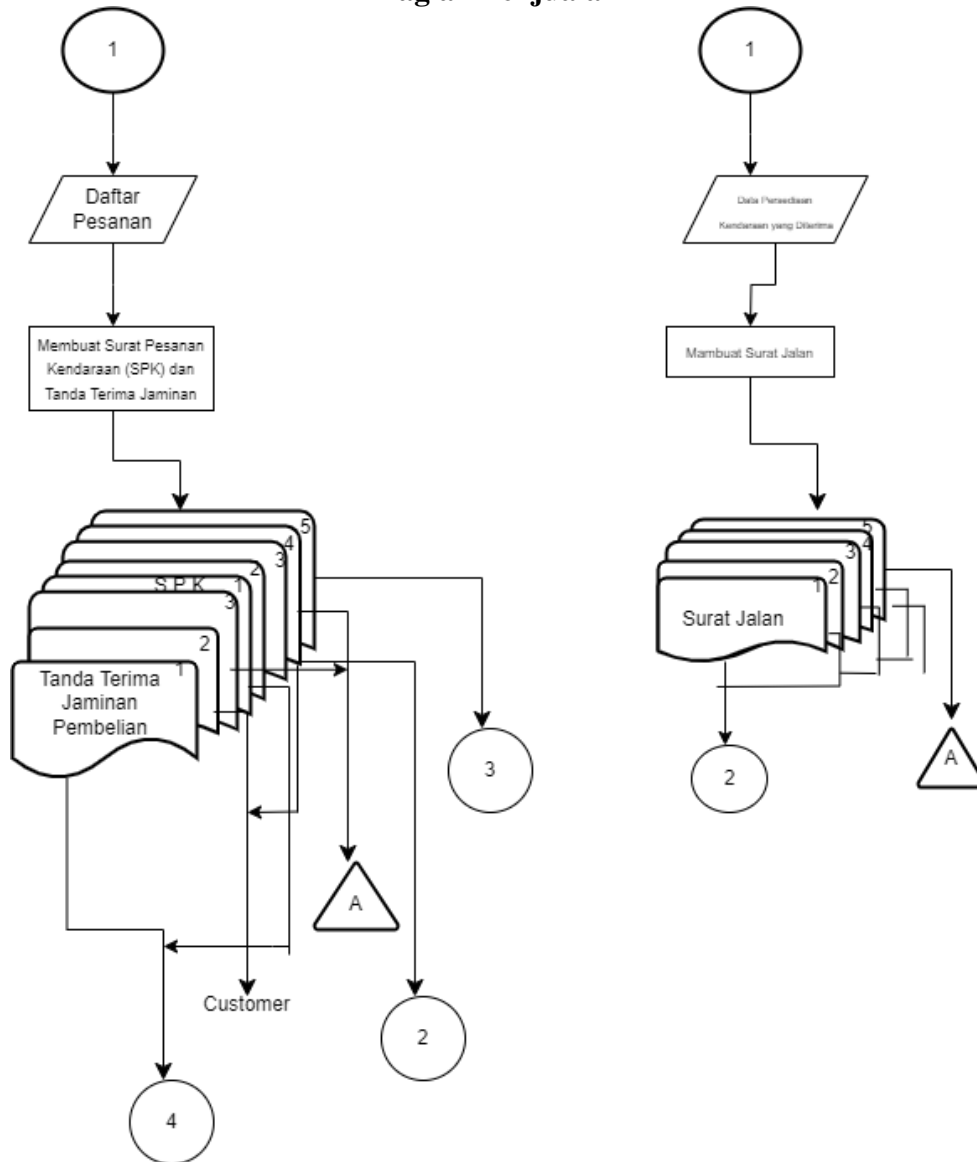 1
Daftar
Pesanan
Membuat Surat Pesanan
Kendaraan (SPK) dan
Tanda Terima Jaminan
5
4
3
2
S P K
1
3
2
1
Tanda Terima
Jaminan
Pembelian
3
A
Customer
2
4
1
Data Persediaan
Kendaraan yang Diterima
Mambuat Surat Jalan
5
4
3
2
1
Surat Jalan
2
A